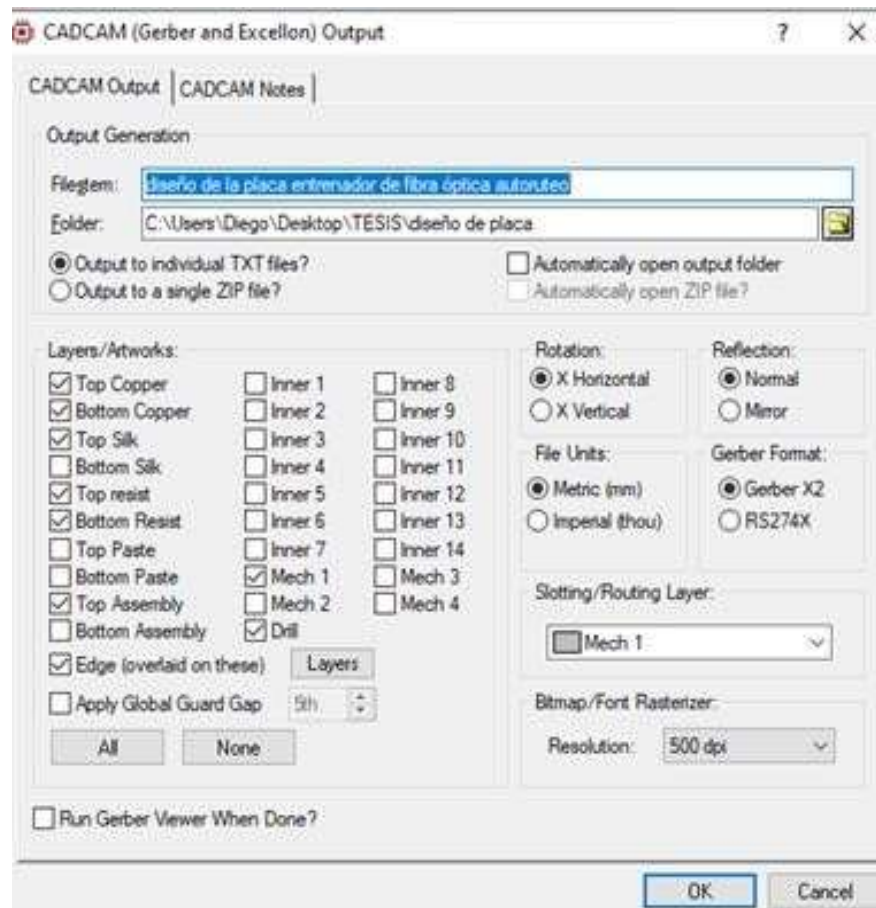 CADCAM (Gerber and Excellon) Output ? X
CADCAM Output CADCAM Notes
Output Generation
Filestem: diseño de la placa entrenador de fibra óptica autoruteo
Folder: C:\Users\Diego\Desktop\TESIS\diseño de placa
Output to individual TXT files? Automatically open output folder
Output to a single ZIP file? Automatically open ZIP file?
Layers/Artworks: Rotation: Reflection:
Top Copper Inner 1 Inner 8 X Horizontal Normal
Bottom Copper Inner 2 Inner 9 X Vertical Mirror
Top Silk Inner 3 Inner 10
Bottom Silk Inner 4 Inner 11 File Units: Gerber Format:
Top resist Inner 5 Inner 12 Metric (mm) Gerber X2
Bottom Resist Inner 6 Inner 13 Imperial (thou) RS274X
Top Paste Inner 7 Inner 14
Bottom Paste Mech 1 Mech 3 Slotting/Routing Layer:
Top Assembly Mech 2 Mech 4 Mech 1
Bottom Assembly Drill
Edge (overlaid on these) Layers
Apply Global Guard Gap 5th Bitmap/Font Rasterizer:
All None Resolution: 500 dpi
Run Gerber Viewer When Done?
OK Cancel